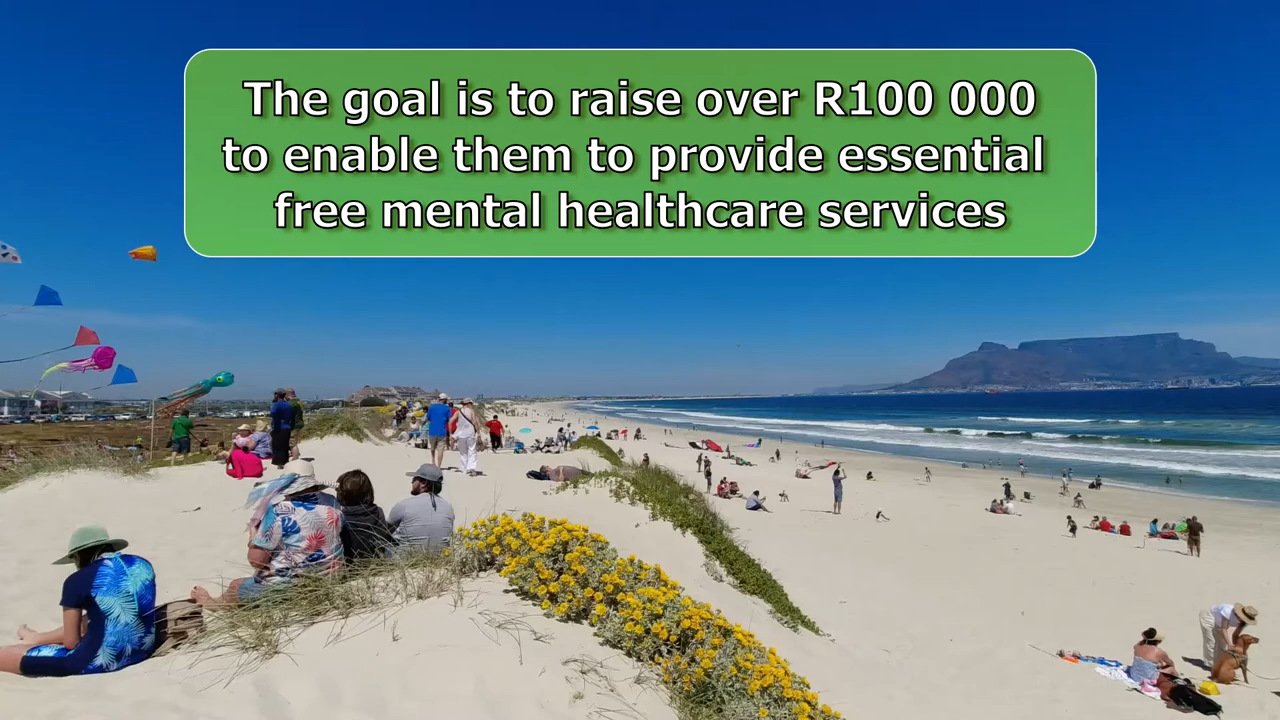 The goal is to raise over R100 000
to enable them to provide essential
free mental healthcare services